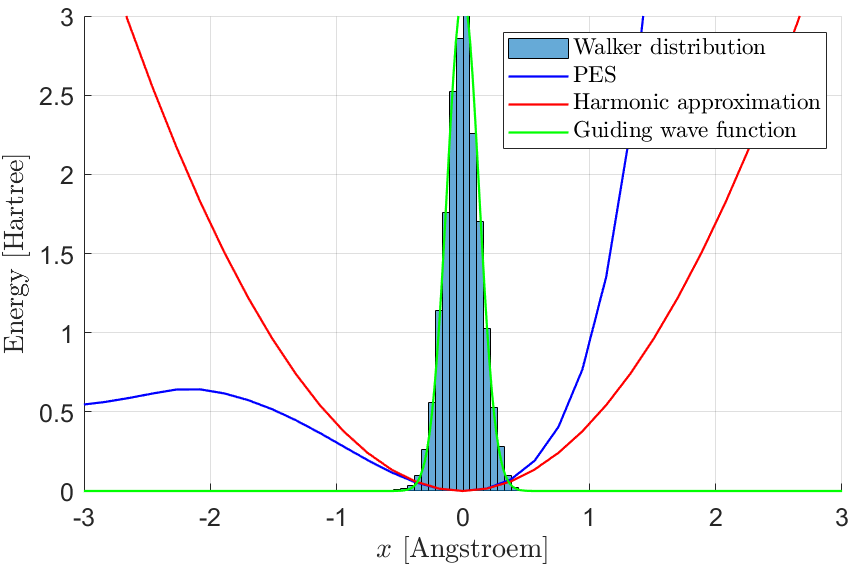 3
2.5
2
1.5
1
0.5
0
Energy [Hartree]
Walker distribution
PES
Harmonic approximation
Guiding wave function
-3 -2 -1 0 1 2 3
x [Angstroem]